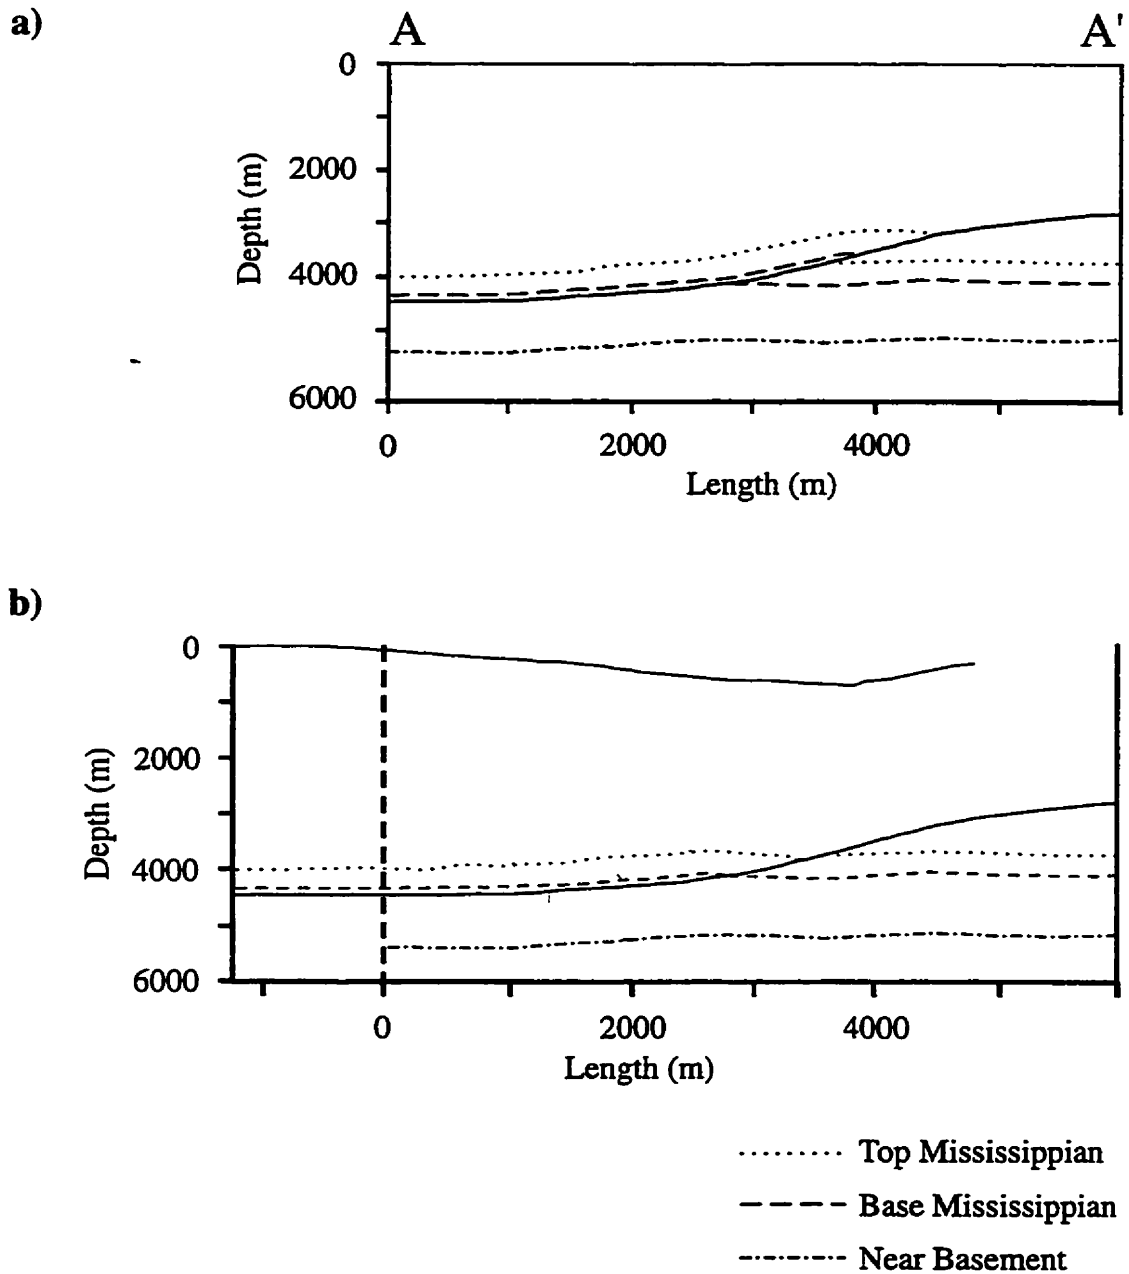 a)
A A'
0
2000
4000
6000
Depth (m)
0 2000 4000
Length (m)
b)
0
2000
4000
6000
Depth (m)
0 2000 4000
Length (m)
Top Mississippian
Base Mississippian
Near Basement